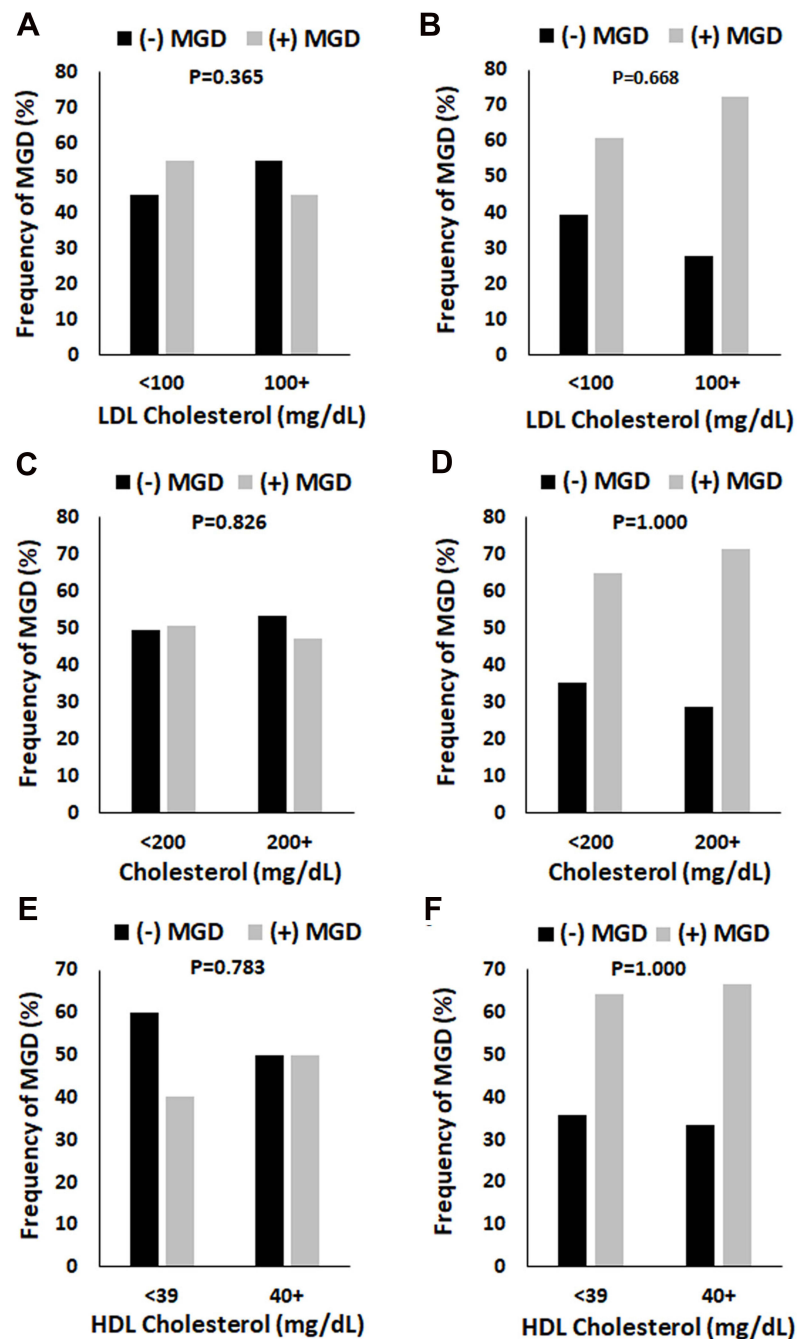 A
(-) MGD (+) MGD
P=0.365
Frequency of MGD (%)
80
70
60
50
40
30
20
10
0
<100 100+
LDL Cholesterol (mg/dL)
B
(-) MGD (+) MGD
P=0.668
Frequency of MGD (%)
80
70
60
50
40
30
20
10
0
<100 100+
LDL Cholesterol (mg/dL)
C
(-) MGD (+) MGD
P=0.826
Frequency of MGD (%)
80
70
60
50
40
30
20
10
0
<200 200+
Cholesterol (mg/dL)
D
(-) MGD (+) MGD
P=1.000
Frequency of MGD (%)
80
70
60
50
40
30
20
10
0
<200 200+
Cholesterol (mg/dL)
E
(-) MGD (+) MGD
P=0.783
Frequency of MGD (%)
70
60
50
40
30
20
10
0
<39 40+
HDL Cholesterol (mg/dL)
F
(-) MGD (+) MGD
P=1.000
Frequency of MGD (%)
70
60
50
40
30
20
10
0
<39 40+
HDL Cholesterol (mg/dL)